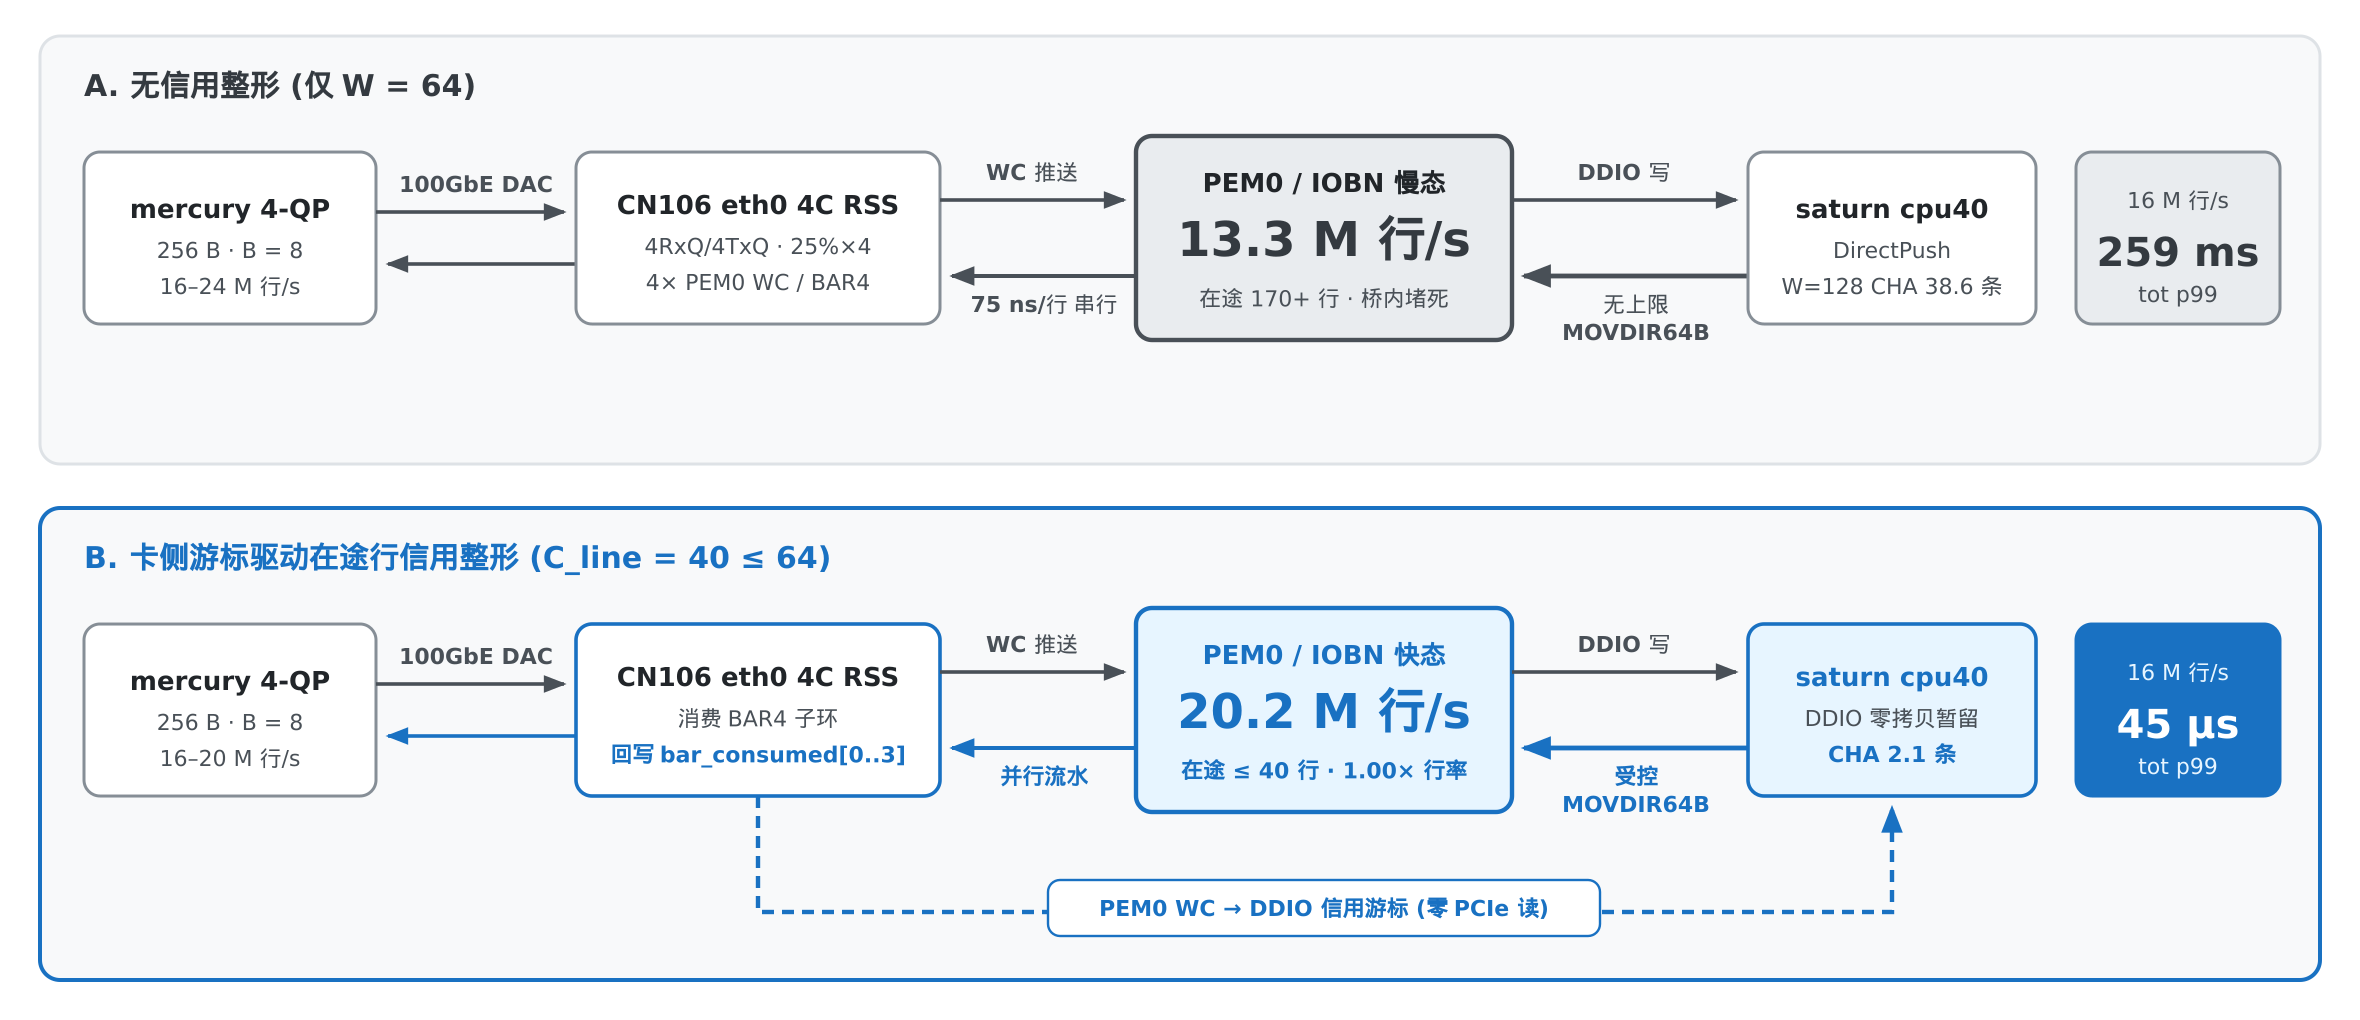 A. 无信用整形 (仅 W = 64)
mercury 4-QP
256 B · B = 8
16–24 M 行/s
100GbE DAC
CN106 eth0 4C RSS
4RxQ/4TxQ · 25%×4
4× PEM0 WC / BAR4
WC 推送
75 ns/行 串行
PEM0 / IOBN 慢态
13.3 M 行/s
在途 170+ 行 · 桥内堵死
DDIO 写
无上限
MOVDIR64B
saturn cpu40
DirectPush
W=128 CHA 38.6 条
16 M 行/s
259 ms
tot p99
B. 卡侧游标驱动在途行信用整形 (C_line = 40 ≤ 64)
mercury 4-QP
256 B · B = 8
16–20 M 行/s
100GbE DAC
CN106 eth0 4C RSS
消费 BAR4 子环
回写 bar_consumed[0..3]
WC 推送
并行流水
PEM0 / IOBN 快态
20.2 M 行/s
在途 ≤ 40 行 · 1.00× 行率
DDIO 写
受控
MOVDIR64B
saturn cpu40
DDIO 零拷贝暂留
CHA 2.1 条
16 M 行/s
45 μs
tot p99
PEM0 WC → DDIO 信用游标 (零 PCIe 读)